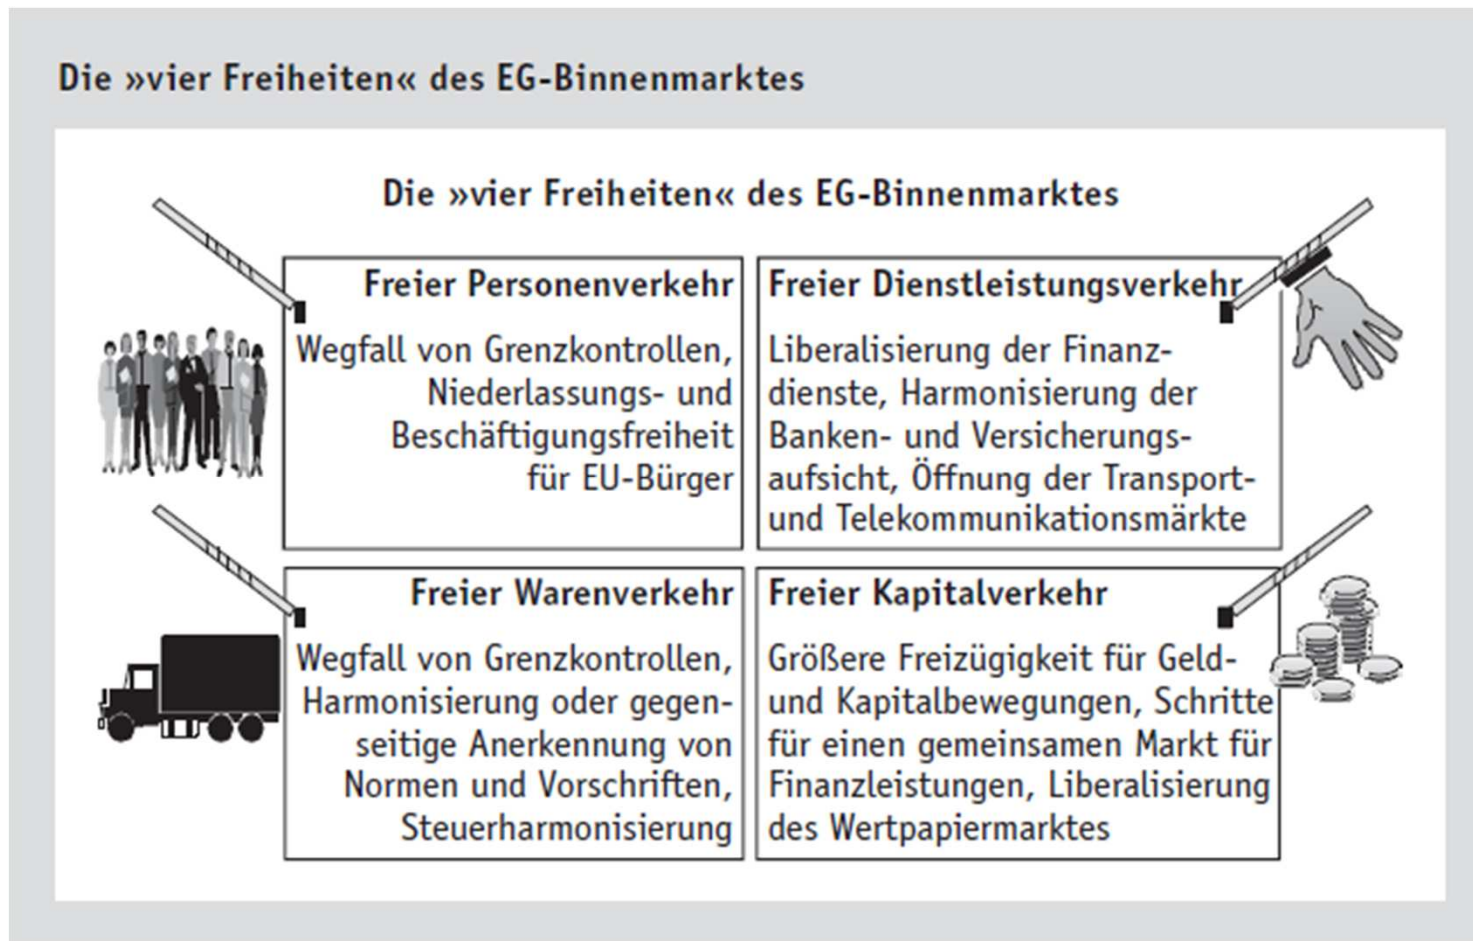 Die »vier Freiheiten« des EG-Binnenmarktes
Die »vier Freiheiten« des EG-Binnenmarktes
Freier Personenverkehr
Wegfall von Grenzkontrollen,
Niederlassungs- und
Beschäftigungsfreiheit
für EU-Bürger
Freier Dienstleistungsverkehr
Liberalisierung der Finanz-
dienste, Harmonisierung der
Banken- und Versicherungs-
aufsicht, Öffnung der Transport-
und Telekommunikationsmärkte
Freier Warenverkehr
Wegfall von Grenzkontrollen,
Harmonisierung oder gegen-
seitige Anerkennung von
Normen und Vorschriften,
Steuerharmonisierung
Freier Kapitalverkehr
Größere Freizügigkeit für Geld-
und Kapitalbewegungen, Schritte
für einen gemeinsamen Markt für
Finanzleistungen, Liberalisierung
des Wertpapiermarktes